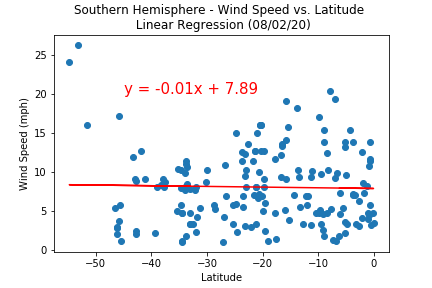 Southern Hemisphere - Wind Speed vs. Latitude
Linear Regression (08/02/20)
25
20
15
10
5
0
Wind Speed (mph)
y = -0.01x + 7.89
−50
−40
−30
−20
−10
0
Latitude